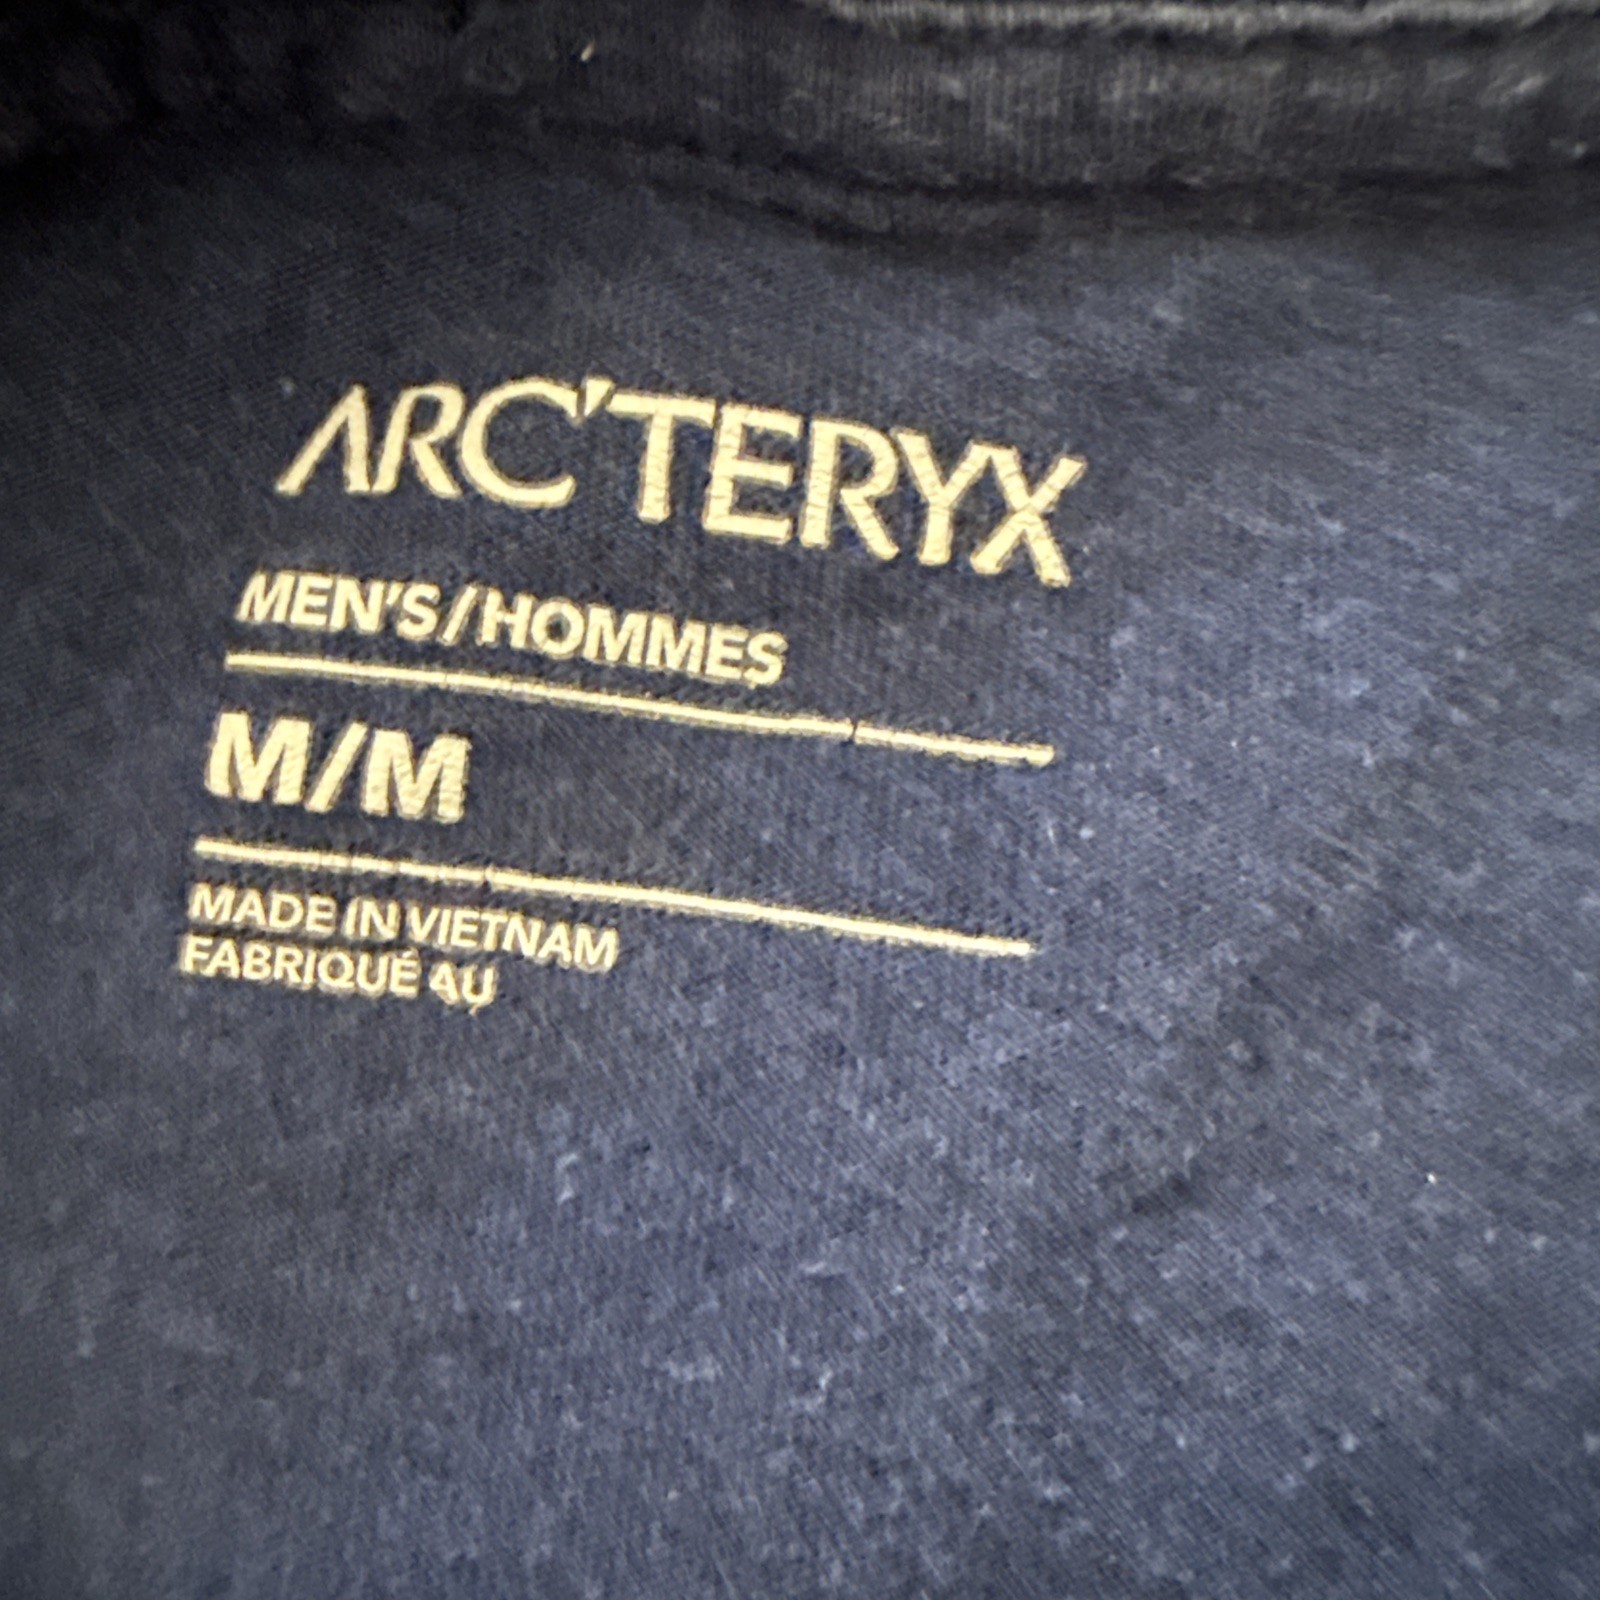 ARC'TERYX
MEN'S/HOMMES
M/M
MADE IN VIETNAM
FABRIQUÉ AU